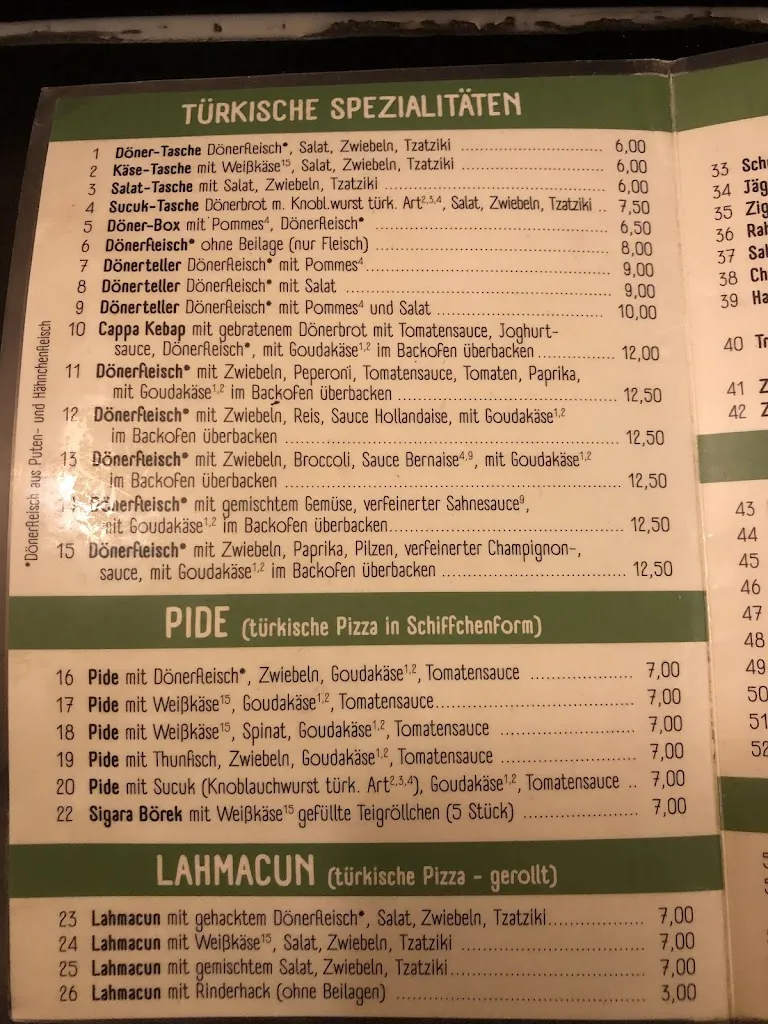 TÜRKISCHE SPEZIALITÄTEN
1 Döner-Tasche Dönerfleisch*, Salat, Zwiebeln, Tzatziki ........ 6,00
2 Käse-Tasche mit Weißkäse¹⁵, Salat, Zwiebeln, Tzatziki ........ 6,00
3 Salat-Tasche mit Salat, Zwiebeln, Tzatziki ........ 6,00
4 Sucuk-Tasche Dönerbrot m. Knobl.wurst türk. Art²,³,⁴, Salat, Zwiebeln, Tzatziki .. 7,50
5 Döner-Box mit Pommes⁴, Dönerfleisch* ........ 6,50
6 Dönerfleisch* ohne Beilage (nur Fleisch) ........ 8,00
7 Dönerteller Dönerfleisch* mit Pommes⁴ ........ 9,00
8 Dönerteller Dönerfleisch* mit Salat ........ 9,00
9 Dönerteller Dönerfleisch* mit Pommes⁴ und Salat ........ 10,00
10 Cappa Kebap mit gebratenem Dönerbrot mit Tomatensauce, Joghurt-
sauce, Dönerfleisch*, mit Goudakäse¹,² im Backofen überbacken ........ 12,00
11 Dönerfleisch* mit Zwiebeln, Peperoni, Tomatensauce, Tomaten, Paprika,
mit Goudakäse¹,² im Backofen überbacken ........ 12,50
12 Dönerfleisch* mit Zwiebeln, Reis, Sauce Hollandaise, mit Goudakäse¹,²
im Backofen überbacken ........ 12,50
13 Dönerfleisch* mit Zwiebeln, Broccoli, Sauce Bernaise⁴,⁹, mit Goudakäse¹,²
im Backofen überbacken ........ 12,50
14 Dönerfleisch* mit gemischtem Gemüse, verfeinerter Sahnesauce⁹,
mit Goudakäse¹,² im Backofen überbacken ........ 12,50
15 Dönerfleisch* mit Zwiebeln, Paprika, Pilzen, verfeinerter Champignon-,
sauce, mit Goudakäse¹,² im Backofen überbacken ........ 12,50
*Dönerfleisch aus Puten- und Hähnchenfleisch
PIDE (türkische Pizza in Schiffchenform)
16 Pide mit Dönerfleisch*, Zwiebeln, Goudakäse¹,², Tomatensauce ........ 7,00
17 Pide mit Weißkäse¹⁵, Goudakäse¹,², Tomatensauce ........ 7,00
18 Pide mit Weißkäse¹⁵, Spinat, Goudakäse¹,², Tomatensauce ........ 7,00
19 Pide mit Thunfisch, Zwiebeln, Goudakäse¹,², Tomatensauce ........ 7,00
20 Pide mit Sucuk (Knoblauchwurst türk. Art²,³,⁴), Goudakäse¹,², Tomatensauce .. 7,00
22 Sigara Börek mit Weißkäse¹⁵ gefüllte Teigröllchen (5 Stück) ........ 7,00
LAHMACUN (türkische Pizza - gerollt)
23 Lahmacun mit gehacktem Dönerfleisch*, Salat, Zwiebeln, Tzatziki ........ 7,00
24 Lahmacun mit Weißkäse¹⁵, Salat, Zwiebeln, Tzatziki ........ 7,00
25 Lahmacun mit gemischtem Salat, Zwiebeln, Tzatziki ........ 7,00
26 Lahmacun mit Rinderhack (ohne Beilagen) ........ 3,00
33
34
35
36
37
38
39
40
41
42
43
44
45
46
47
48
49
50
51
52